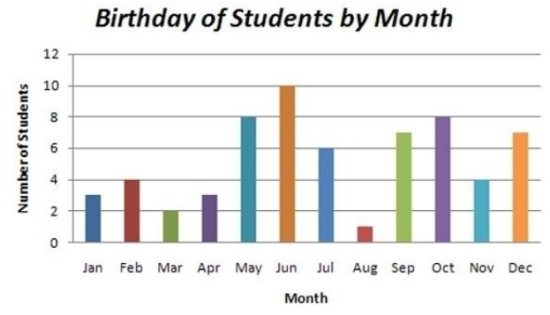 Birthday of Students by Month
Number of Students
12
10
8
6
4
2
0
Jan Feb Mar Apr May Jun Jul Aug Sep Oct Nov Dec
Month